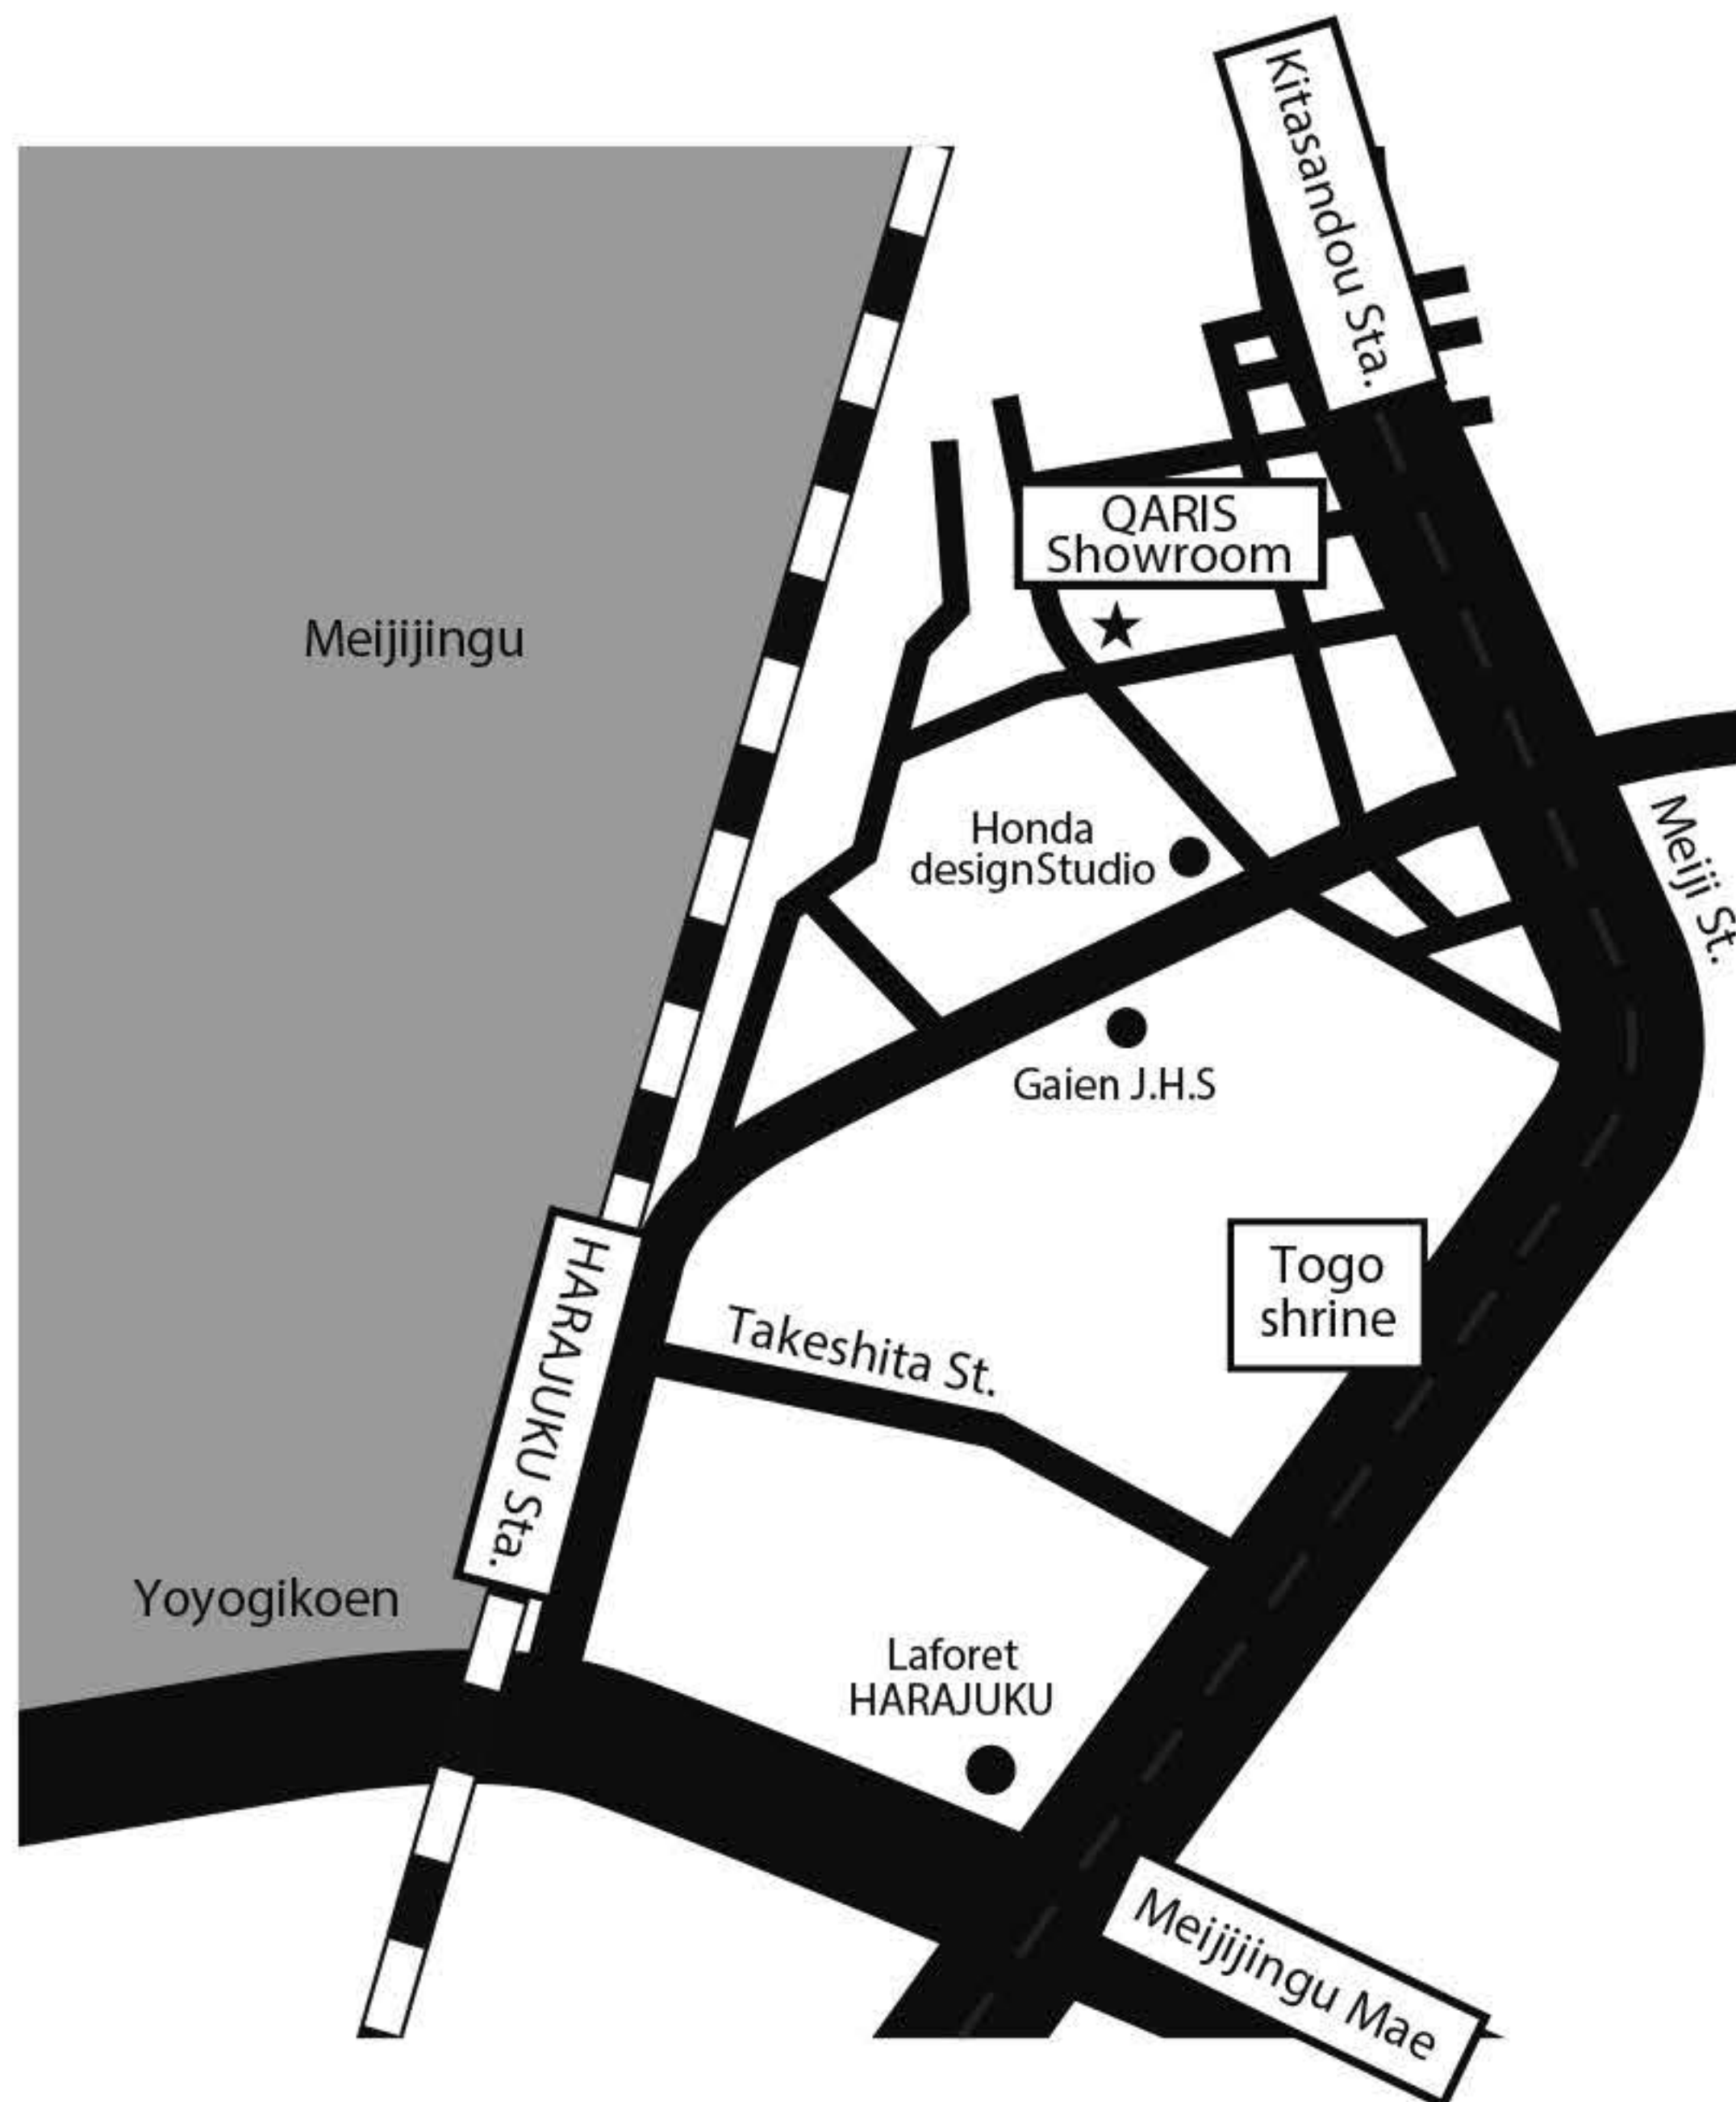 Kitasandou Sta.
QARIS
Showroom
Meijijingu
Honda
designStudio
Meiji St.
Gaien J.H.S
Togo
shrine
HARAJUKU Sta.
Takeshita St.
Yoyogikoen
Laforet
HARAJUKU
Meijijingu Mae